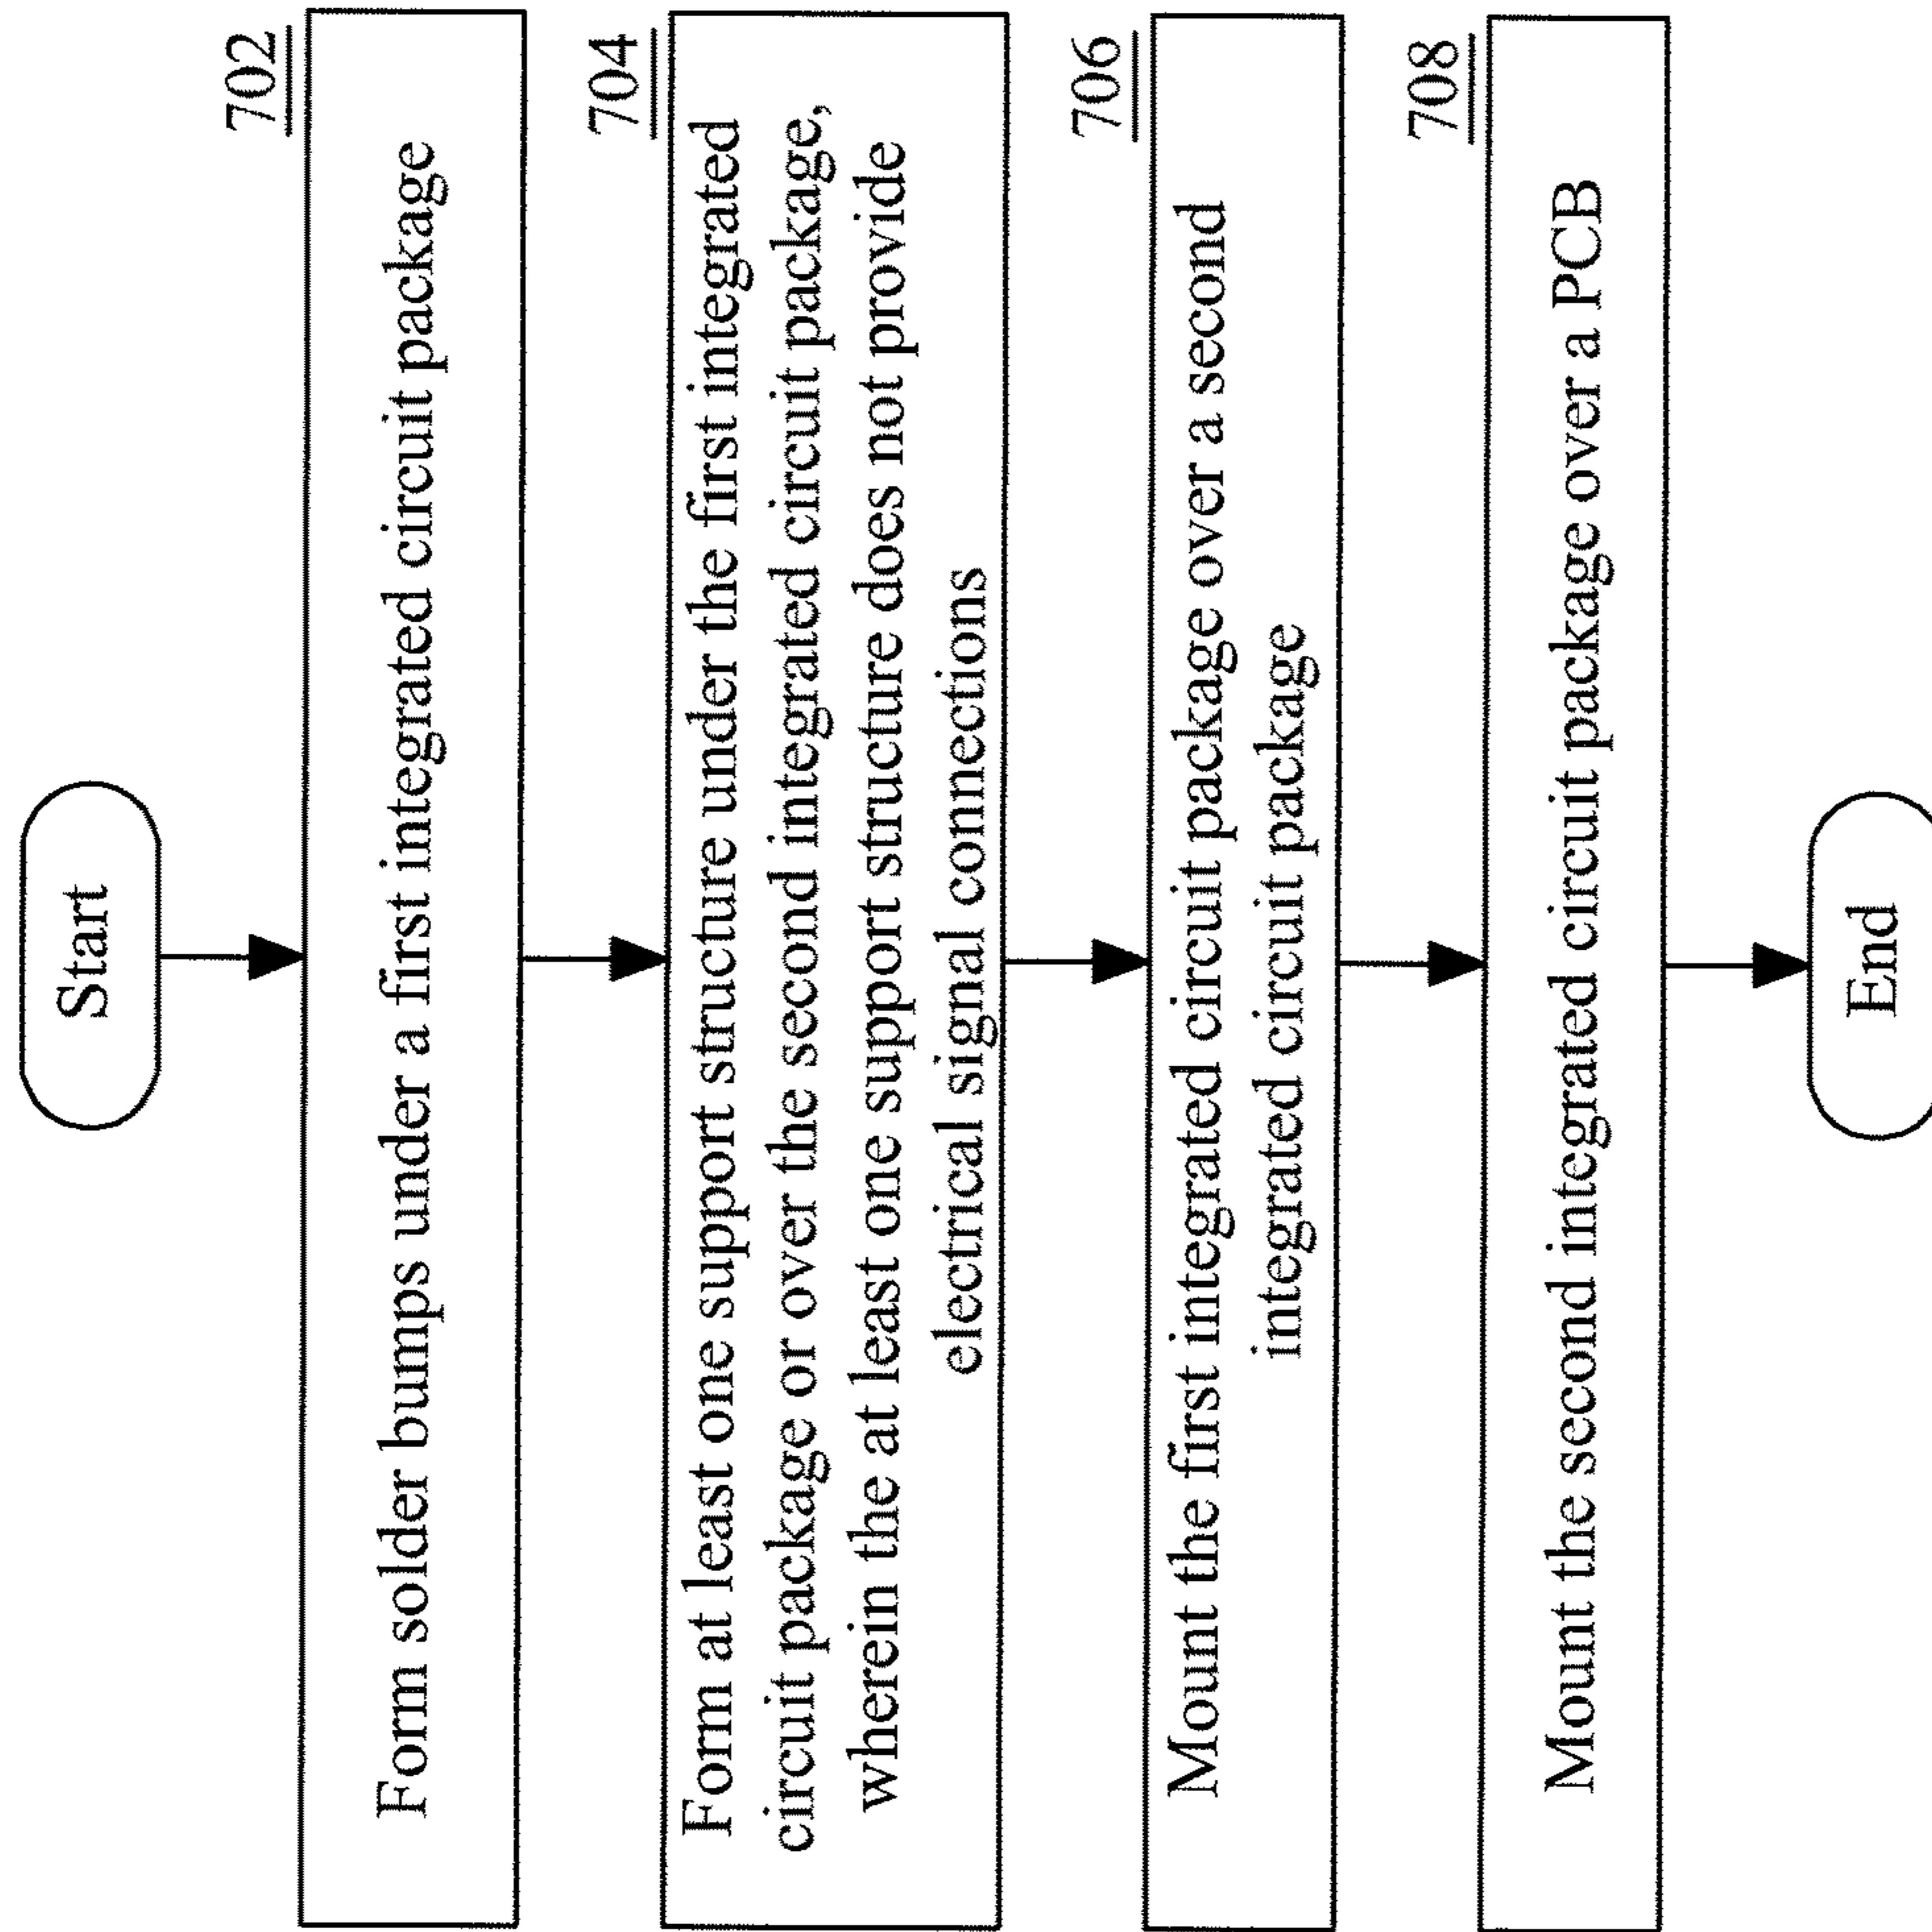 Start
702
Form solder bumps under a first integrated circuit package
704
Form at least one support structure under the first integrated
circuit package or over the second integrated circuit package,
wherein the at least one support structure does not provide
electrical signal connections
706
Mount the first integrated circuit package over a second
integrated circuit package
708
Mount the second integrated circuit package over a PCB
End